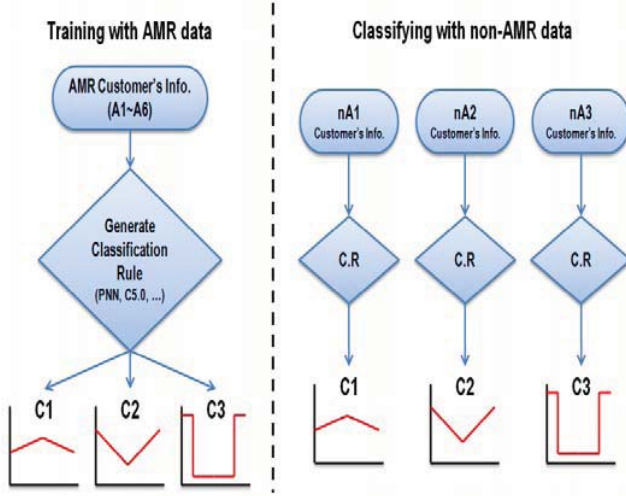 Training with AMR data
AMR Customer's Info.
(A1~A6)
Generate
Classification
Rule
(PNN, C5.0, ...)
C1
C2
C3
Classifying with non-AMR data
nA1
Customer's Info.
nA2
Customer's Info.
nA3
Customer's Info.
C.R
C.R
C.R
C1
C2
C3